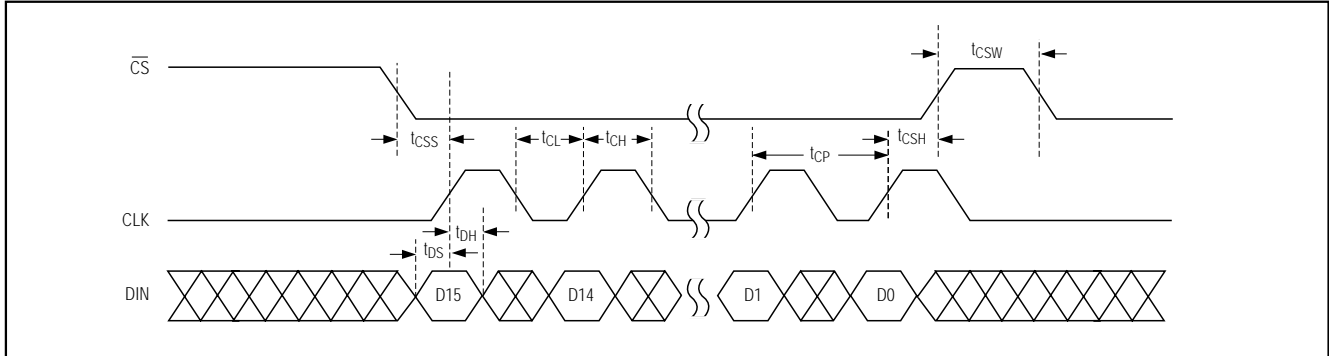 CS
tCSW
tCSS
tCL
tCH
tCP
tCSH
CLK
tDH
tDS
DIN
D15
D14
D1
D0